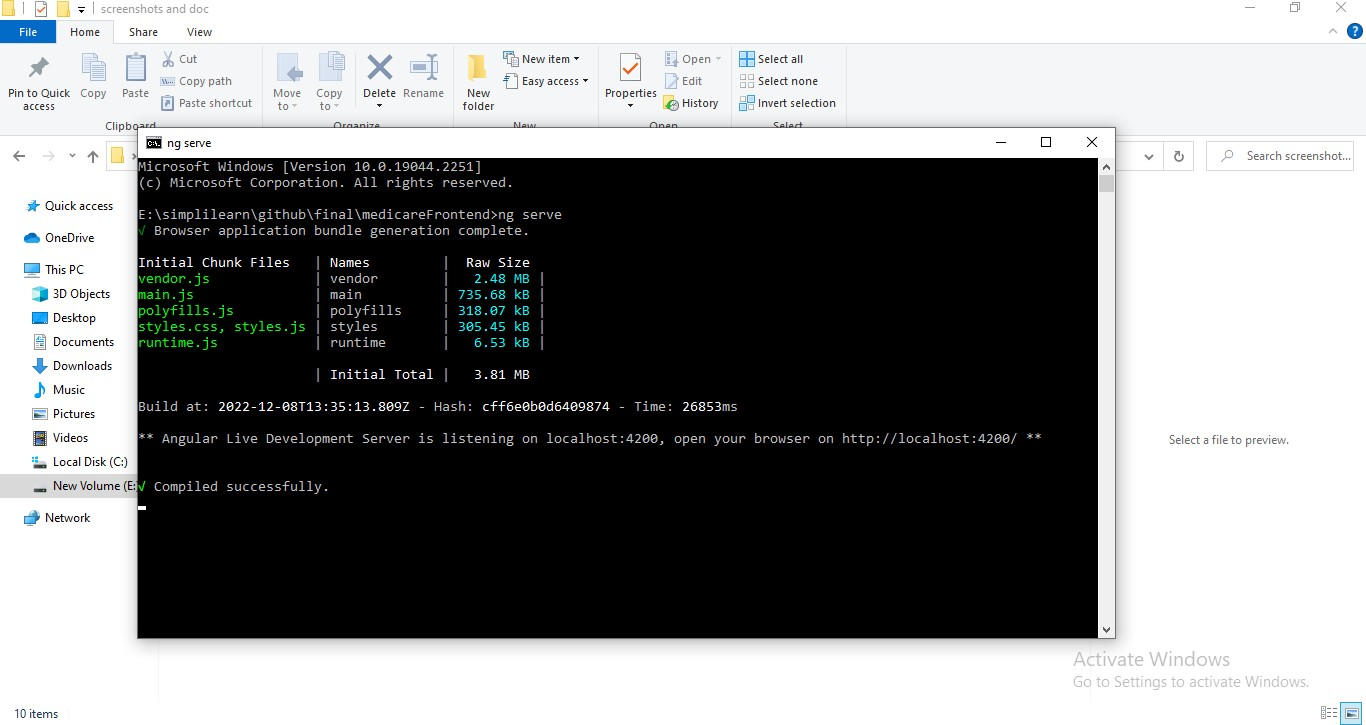 screenshots and doc
File Home Share View
Pin to Quick access
Copy
Paste
Cut
Copy path
Paste shortcut
Clipboard
Move to
Copy to
Delete
Rename
Organize
New folder
New item
Easy access
New
Properties
Open
Edit
History
Open
Select all
Select none
Invert selection
Select
Search screenshot...
Quick access
OneDrive
This PC
3D Objects
Desktop
Documents
Downloads
Music
Pictures
Videos
Local Disk (C:)
New Volume (E:
Network
ng serve
Microsoft Windows [Version 10.0.19044.2251]
(c) Microsoft Corporation. All rights reserved.
E:\simplilearn\github\final\medicareFrontend>ng serve
√ Browser application bundle generation complete.
Initial Chunk Files | Names | Raw Size
vendor.js | vendor | 2.48 MB |
main.js | main | 735.68 kB |
polyfills.js | polyfills | 318.07 kB |
styles.css, styles.js | styles | 305.45 kB |
runtime.js | runtime | 6.53 kB |
| Initial Total | 3.81 MB
Build at: 2022-12-08T13:35:13.809Z - Hash: cff6e0b0d6409874 - Time: 26853ms
** Angular Live Development Server is listening on localhost:4200, open your browser on http://localhost:4200/ **
√ Compiled successfully.
Select a file to preview.
Activate Windows
Go to Settings to activate Windows.
10 items